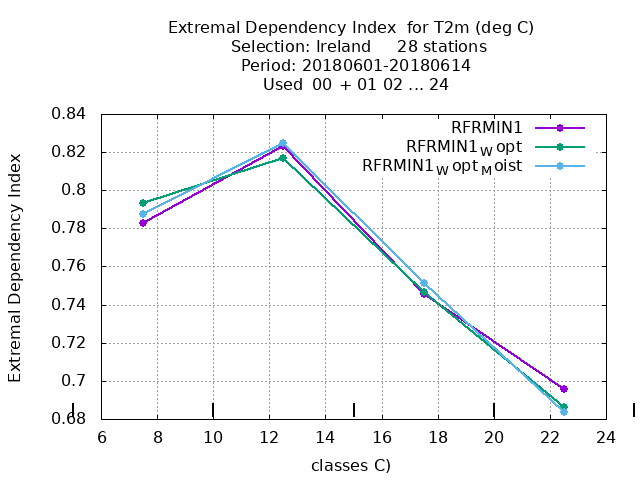 Extremal Dependency Index for T2m (deg C)
Selection: Ireland 28 stations
Period: 20180601-20180614
Used 00 + 01 02 ... 24
RFRMIN1
RFRMIN1Wopt
RFRMIN1WoptMoist
Extremal Dependency Index
0.84
0.82
0.8
0.78
0.76
0.74
0.72
0.7
0.68
6 8 10 12 14 16 18 20 22 24
classes C)